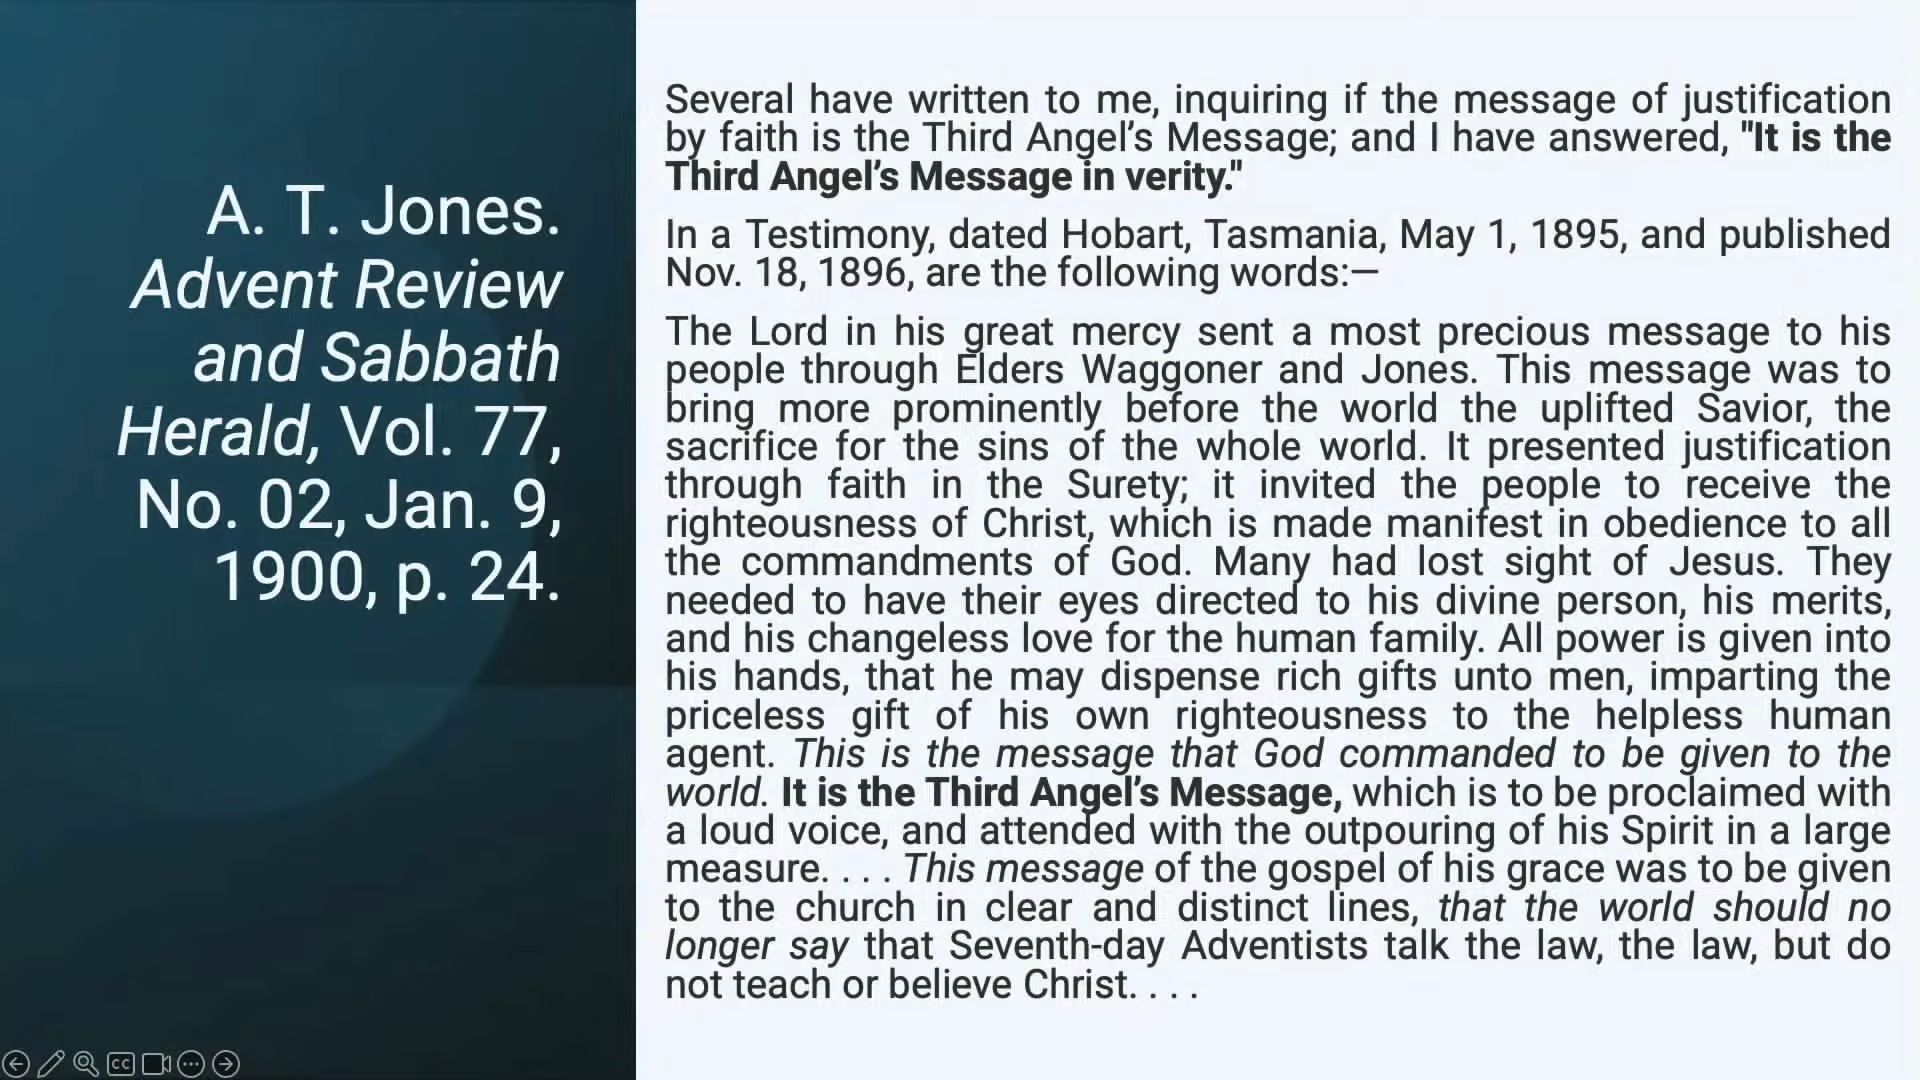 A. T. Jones.
Advent Review
and Sabbath
Herald, Vol. 77,
No. 02, Jan. 9,
1900, p. 24.
Several have written to me, inquiring if the message of justification
by faith is the Third Angel’s Message; and I have answered, "It is the
Third Angel’s Message in verity."
In a Testimony, dated Hobart, Tasmania, May 1, 1895, and published
Nov. 18, 1896, are the following words:—
The Lord in his great mercy sent a most precious message to his
people through Elders Waggoner and Jones. This message was to
bring more prominently before the world the uplifted Savior, the
sacrifice for the sins of the whole world. It presented justification
through faith in the Surety; it invited the people to receive the
righteousness of Christ, which is made manifest in obedience to all
the commandments of God. Many had lost sight of Jesus. They
needed to have their eyes directed to his divine person, his merits,
and his changeless love for the human family. All power is given into
his hands, that he may dispense rich gifts unto men, imparting the
priceless gift of his own righteousness to the helpless human
agent. This is the message that God commanded to be given to the
world. It is the Third Angel’s Message, which is to be proclaimed with
a loud voice, and attended with the outpouring of his Spirit in a large
measure. . . . This message of the gospel of his grace was to be given
to the church in clear and distinct lines, that the world should no
longer say that Seventh-day Adventists talk the law, the law, but do
not teach or believe Christ. . . .
CC